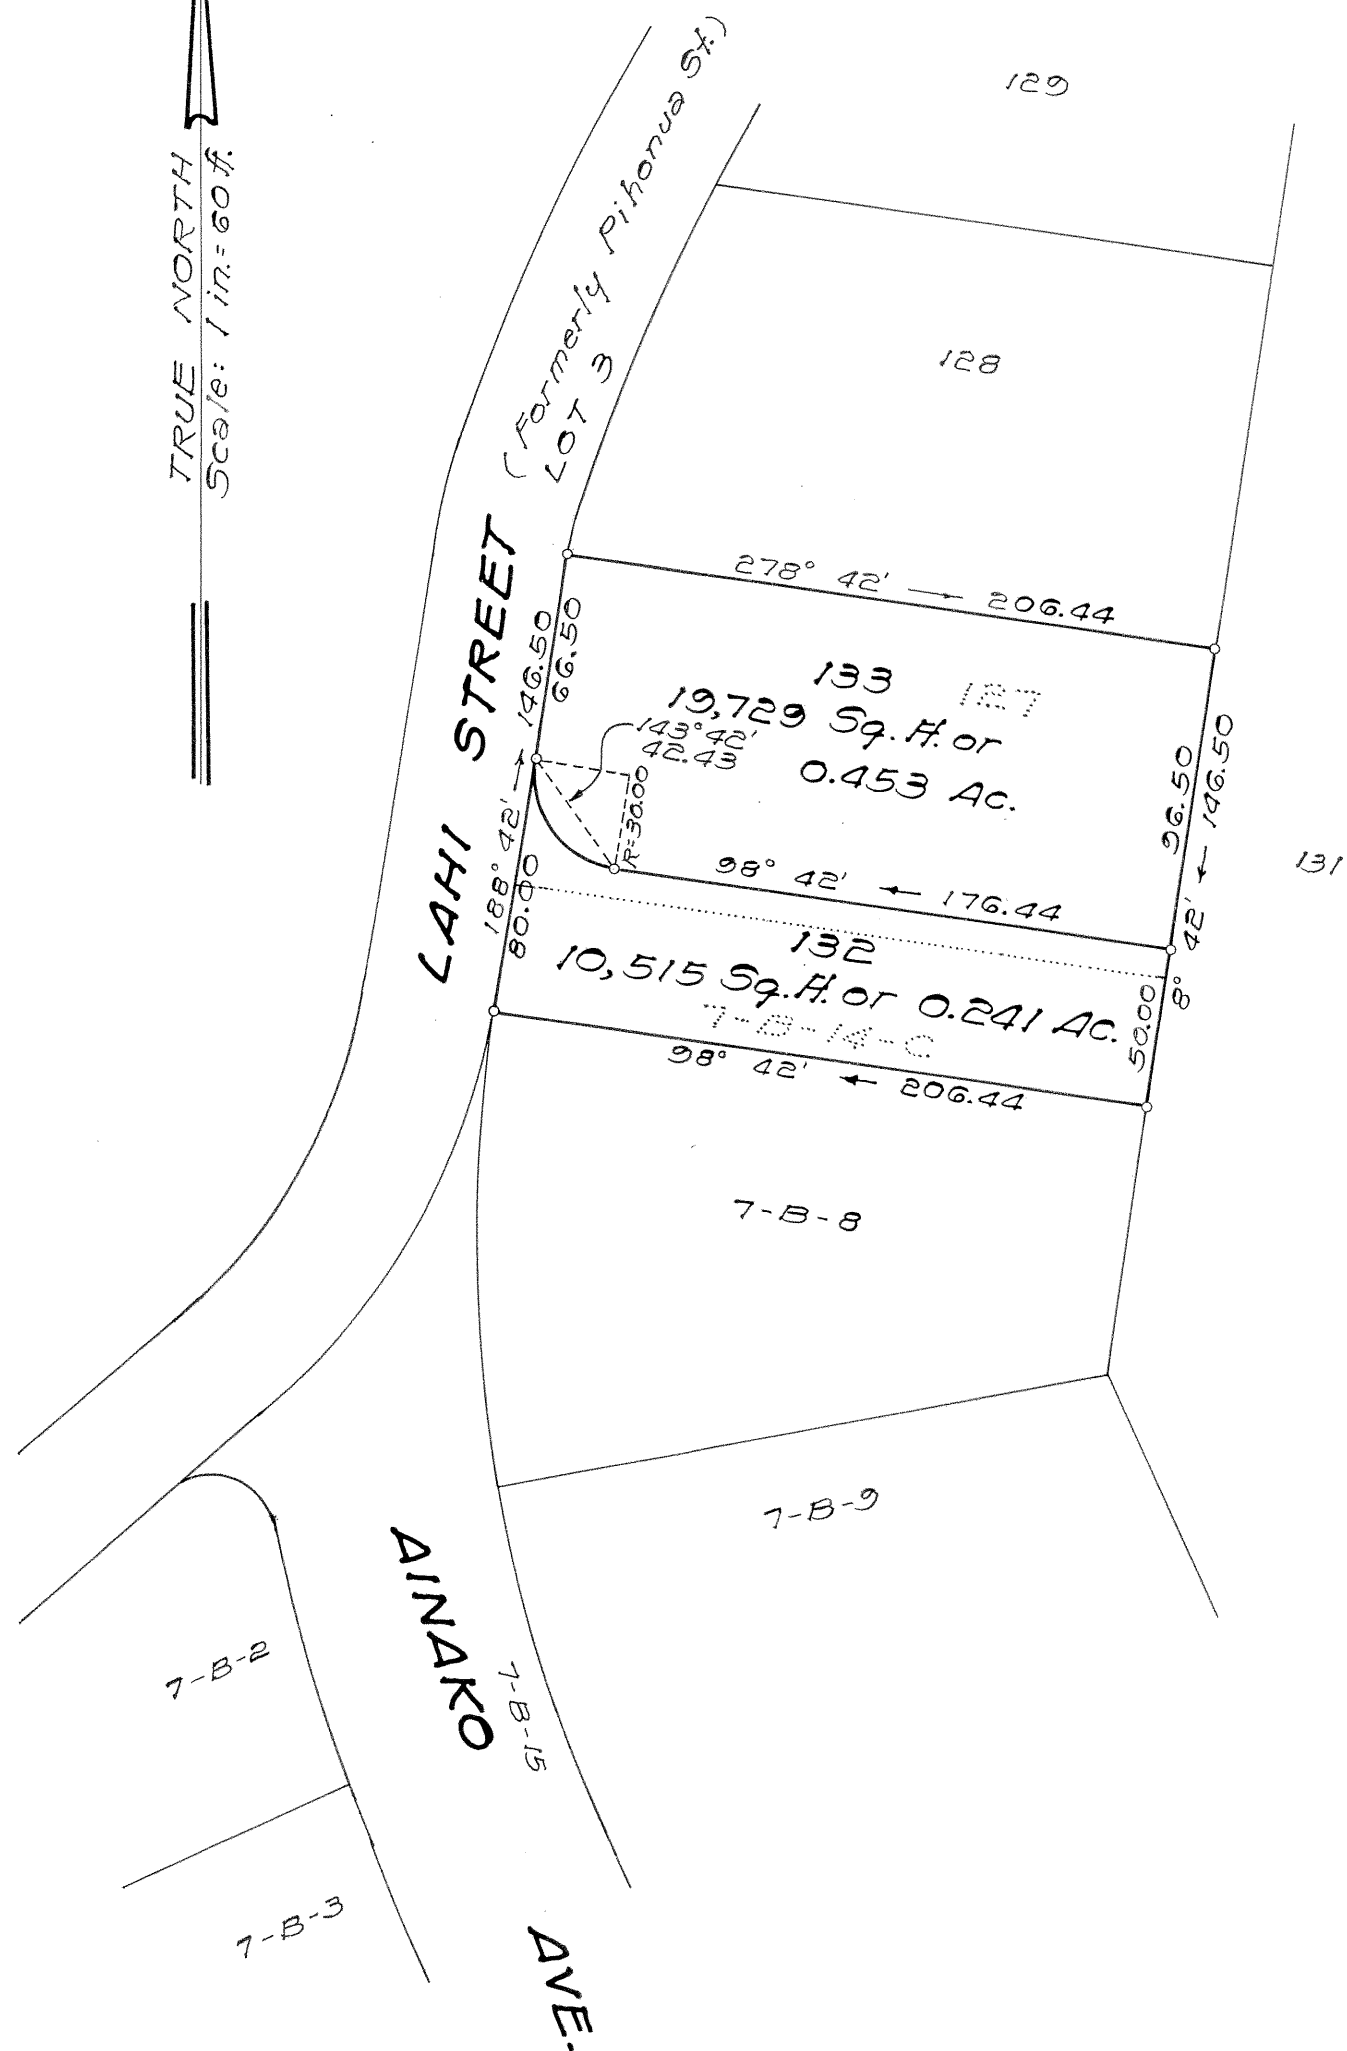 TRUE NORTH
Scale: 1 in.=60 ft.
(Formerly Pihonua St.)
LOT 3
129
128
LAHI STREET
278° 42' → 206.44
188° 42' → 146.50
66.50
80.00
133
127
19,729 Sq. Ft. or
0.453 Ac.
143° 42'
42.43
R=30.00
98° 42' ← 176.44
96.50
8° 42' ← 146.50
50.00
131
132
10,515 Sq. Ft. or 0.241 Ac.
7-B-14-C
98° 42' ← 206.44
7-B-8
7-B-9
AINAKO AVE.
7-B-15
7-B-2
7-B-3